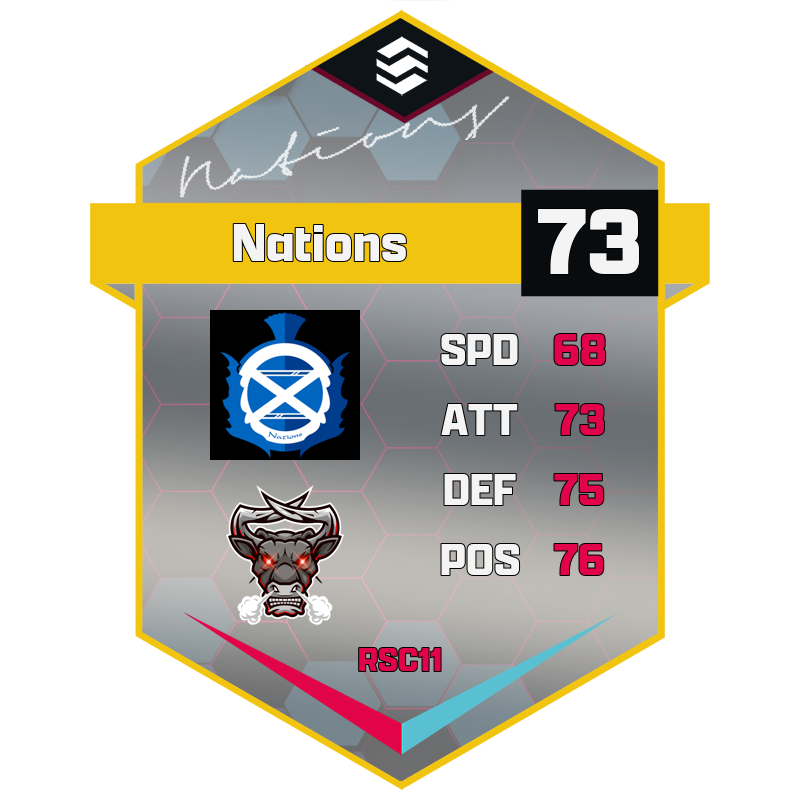 Nations
Nations 73
Nations
SPD 68
ATT 73
DEF 75
POS 76
RSC11